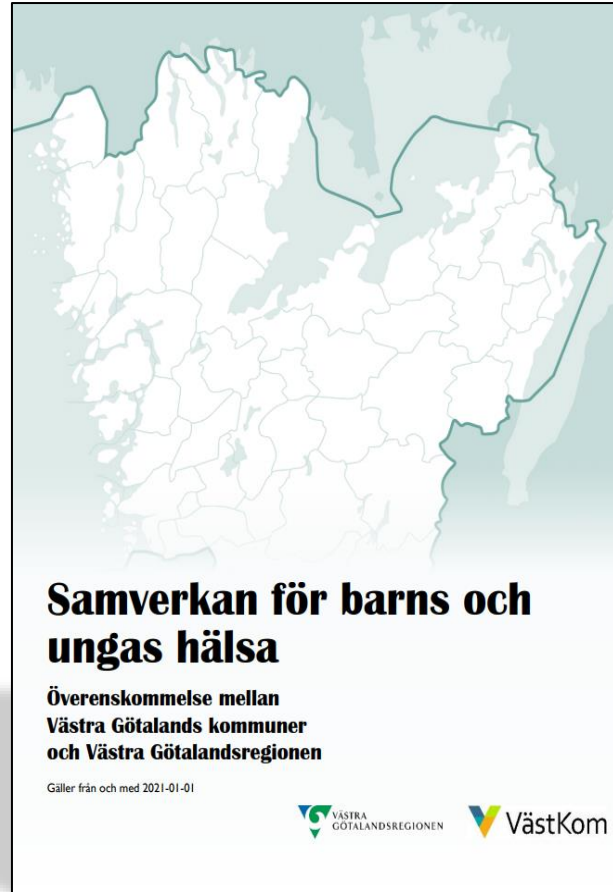 Samverkan för barns och
ungas hälsa
Överenskommelse mellan
Västra Götalands kommuner
och Västra Götalandsregionen
Gäller från och med 2021-01-01
VÄSTRA
GÖTALANDSREGIONEN
VästKom